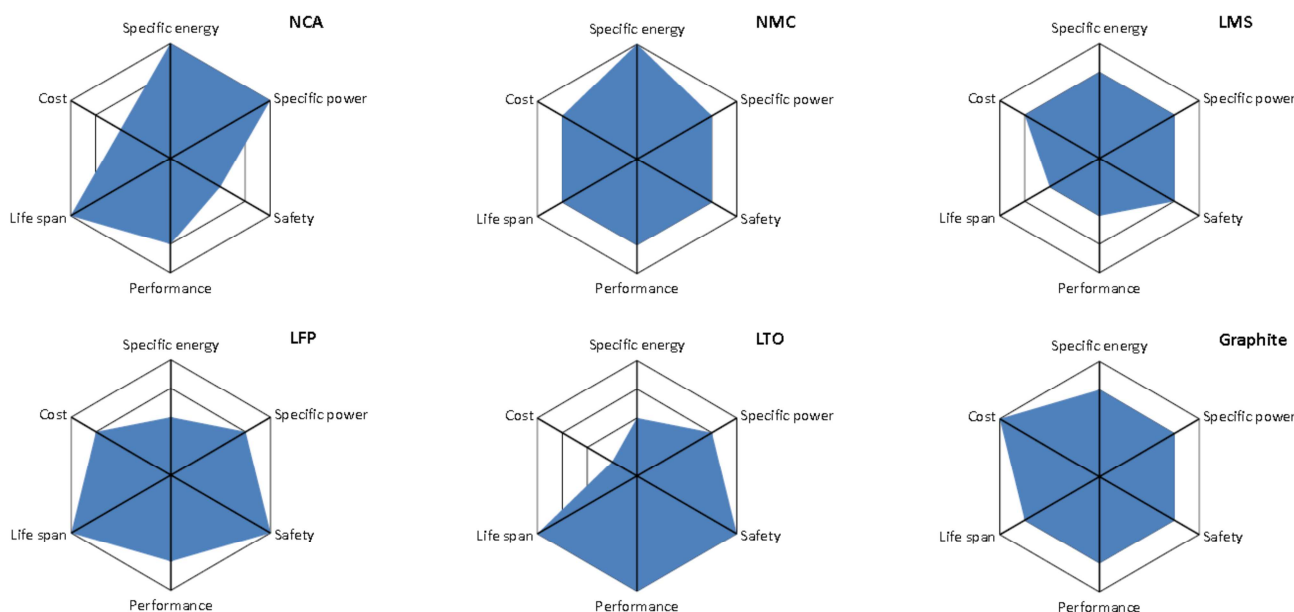 NCA
Specific energy
Cost
Specific power
Life span
Safety
Performance
NMC
Specific energy
Cost
Specific power
Life span
Safety
Performance
LMS
Specific energy
Cost
Specific power
Life span
Safety
Performance
LFP
Specific energy
Cost
Specific power
Life span
Safety
Performance
LTO
Specific energy
Cost
Specific power
Life span
Safety
Performance
Graphite
Specific energy
Cost
Specific power
Life span
Safety
Performance